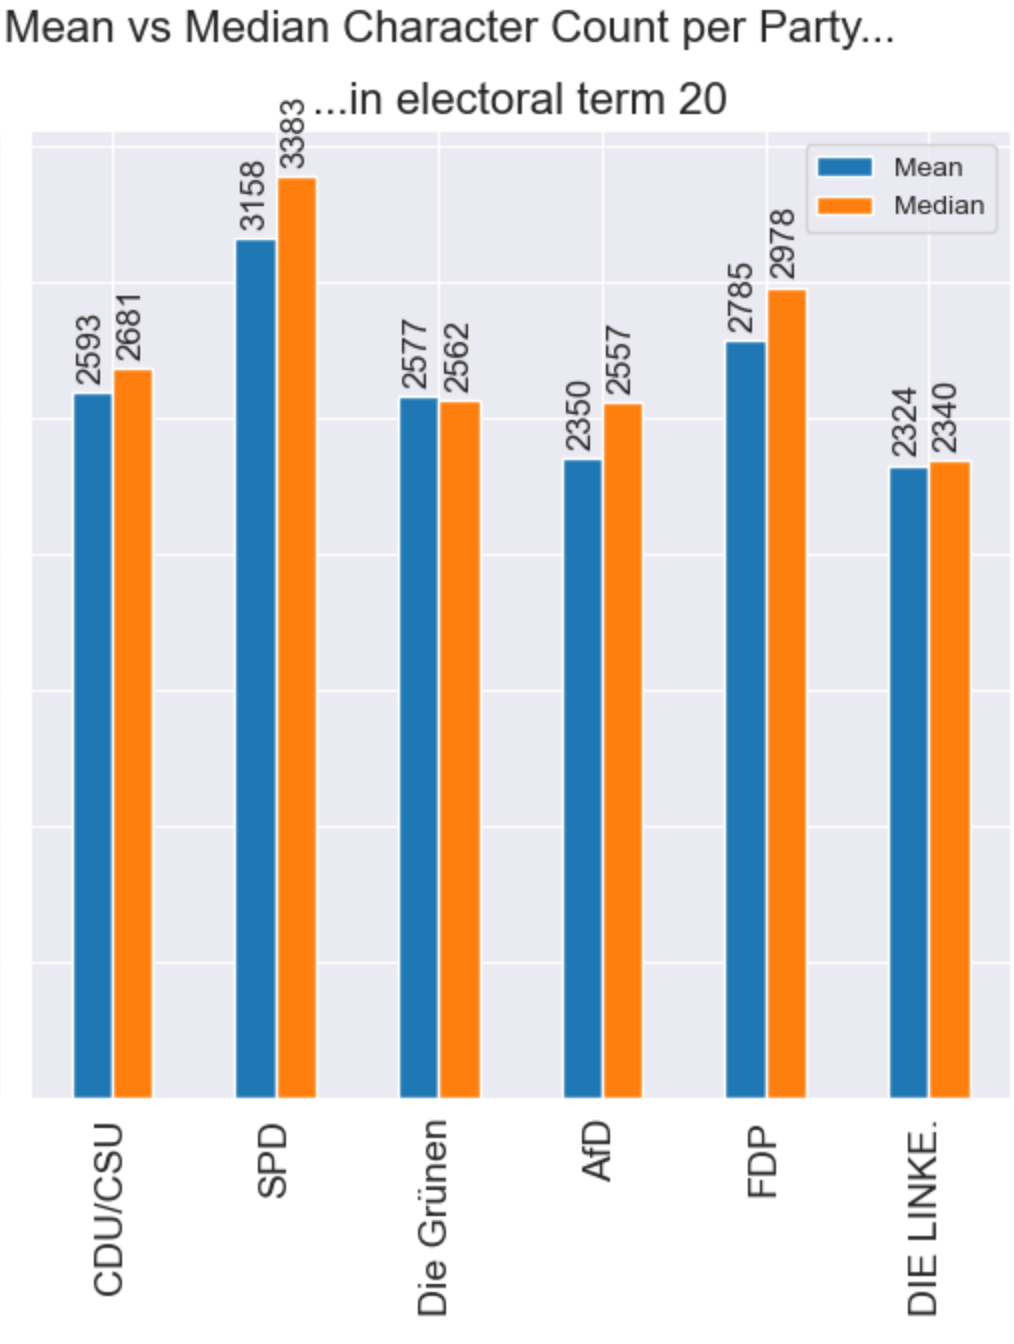 Mean vs Median Character Count per Party...
...in electoral term 20
Mean
Median
2593
2681
3158
3383
2577
2562
2350
2557
2785
2978
2324
2340
CDU/CSU
SPD
Die Grünen
AfD
FDP
DIE LINKE.